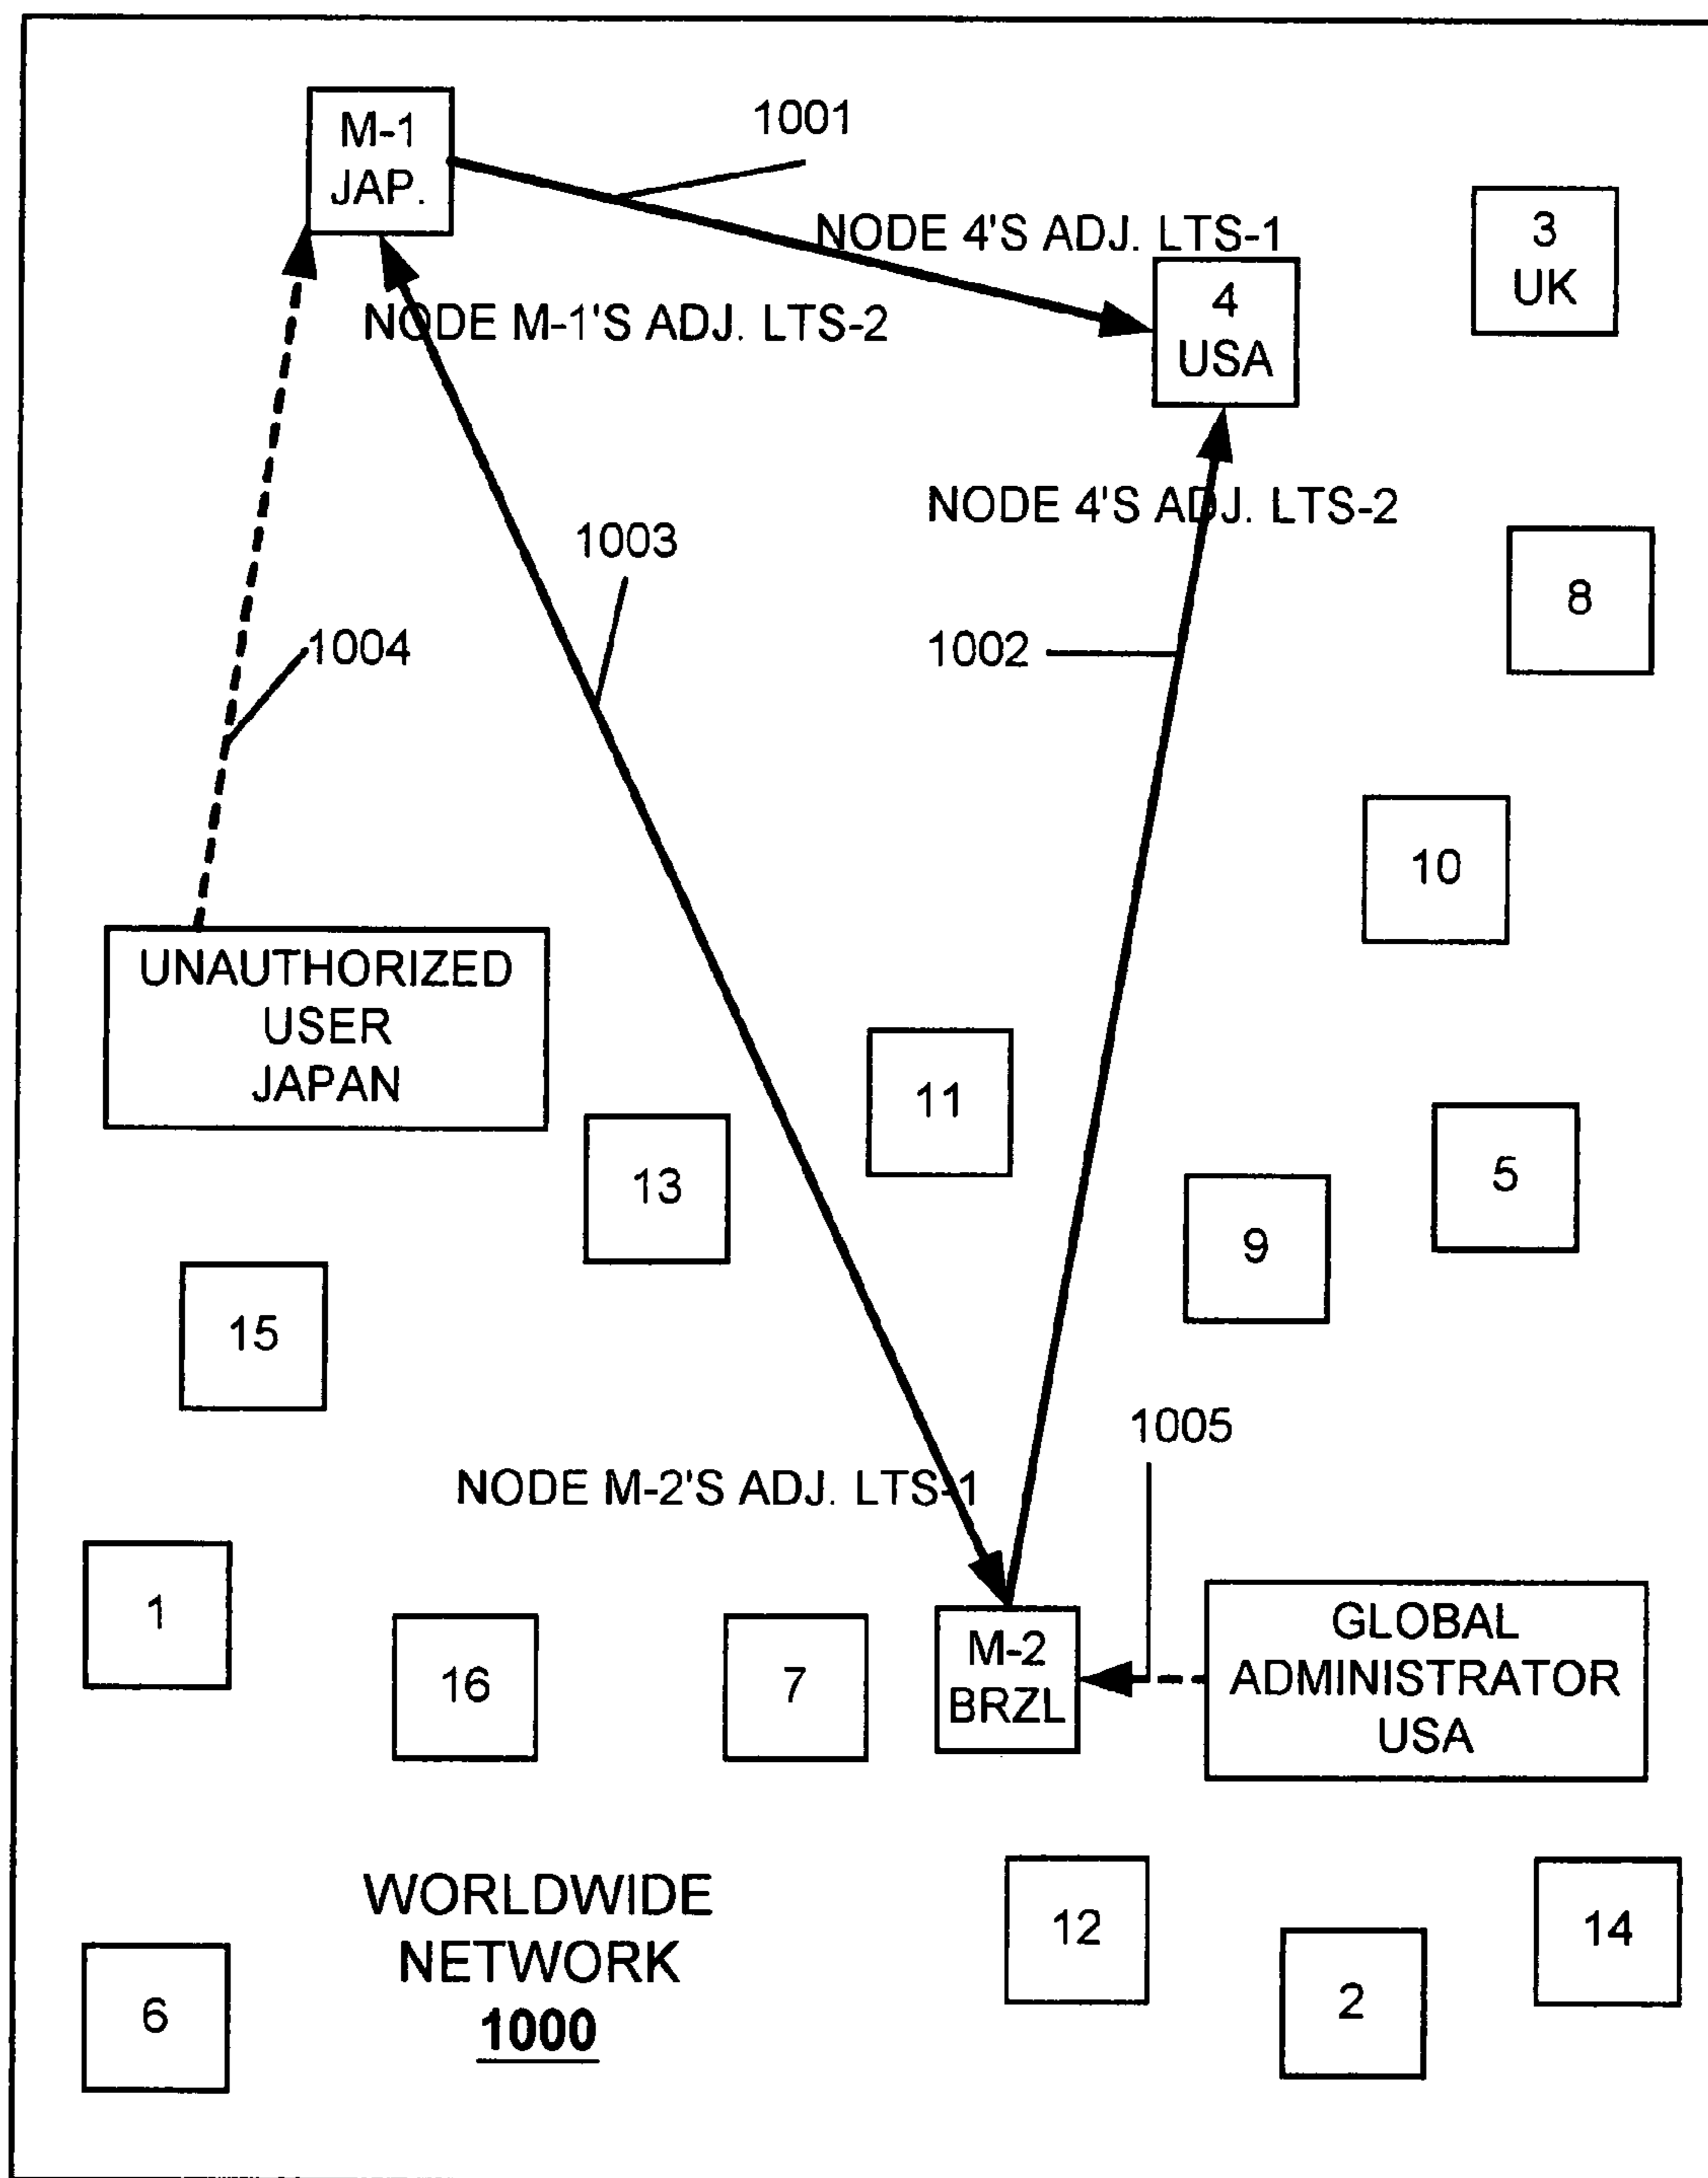 1001
M-1
JAP.
NODE 4'S ADJ. LTS-1
3
UK
4
USA
NODE M-1'S ADJ. LTS-2
NODE 4'S ADJ. LTS-2
1003
8
1004
1002
10
UNAUTHORIZED
USER
JAPAN
11
13
5
9
15
1005
NODE M-2'S ADJ. LTS-1
1
16
7
M-2
BRZL
GLOBAL
ADMINISTRATOR
USA
WORLDWIDE
NETWORK
1000
12
14
2
6